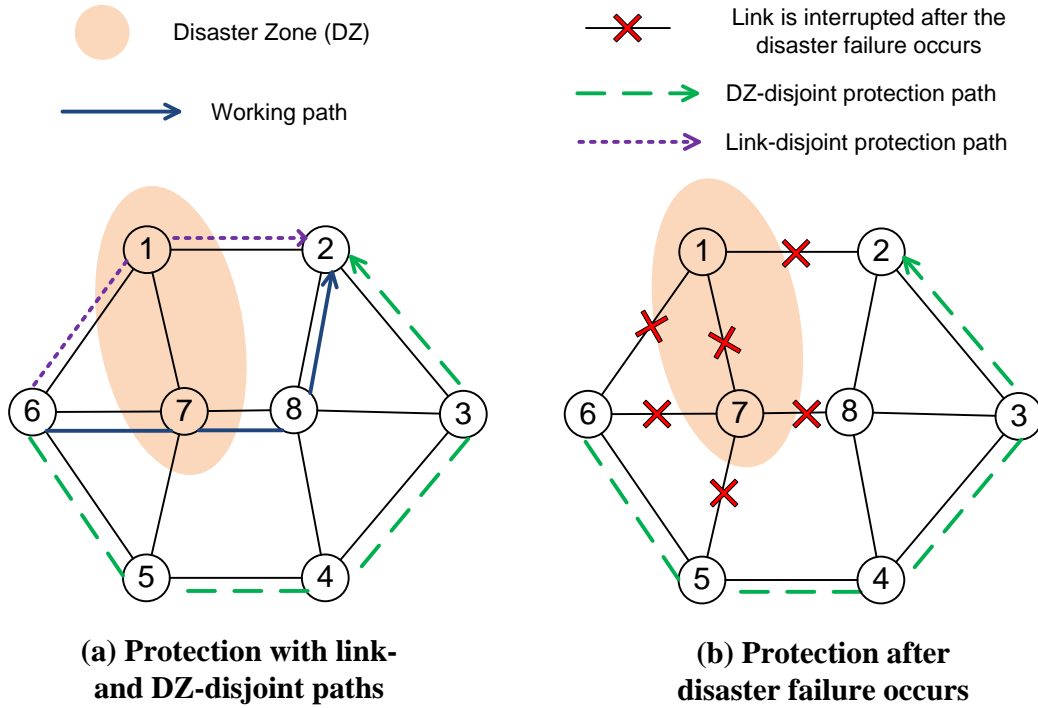 Disaster Zone (DZ)
Working path
Link is interrupted after the
disaster failure occurs
DZ-disjoint protection path
Link-disjoint protection path
1
2
6
7
8
3
5
4
(a) Protection with link-
and DZ-disjoint paths
1
2
6
7
8
3
5
4
(b) Protection after
disaster failure occurs